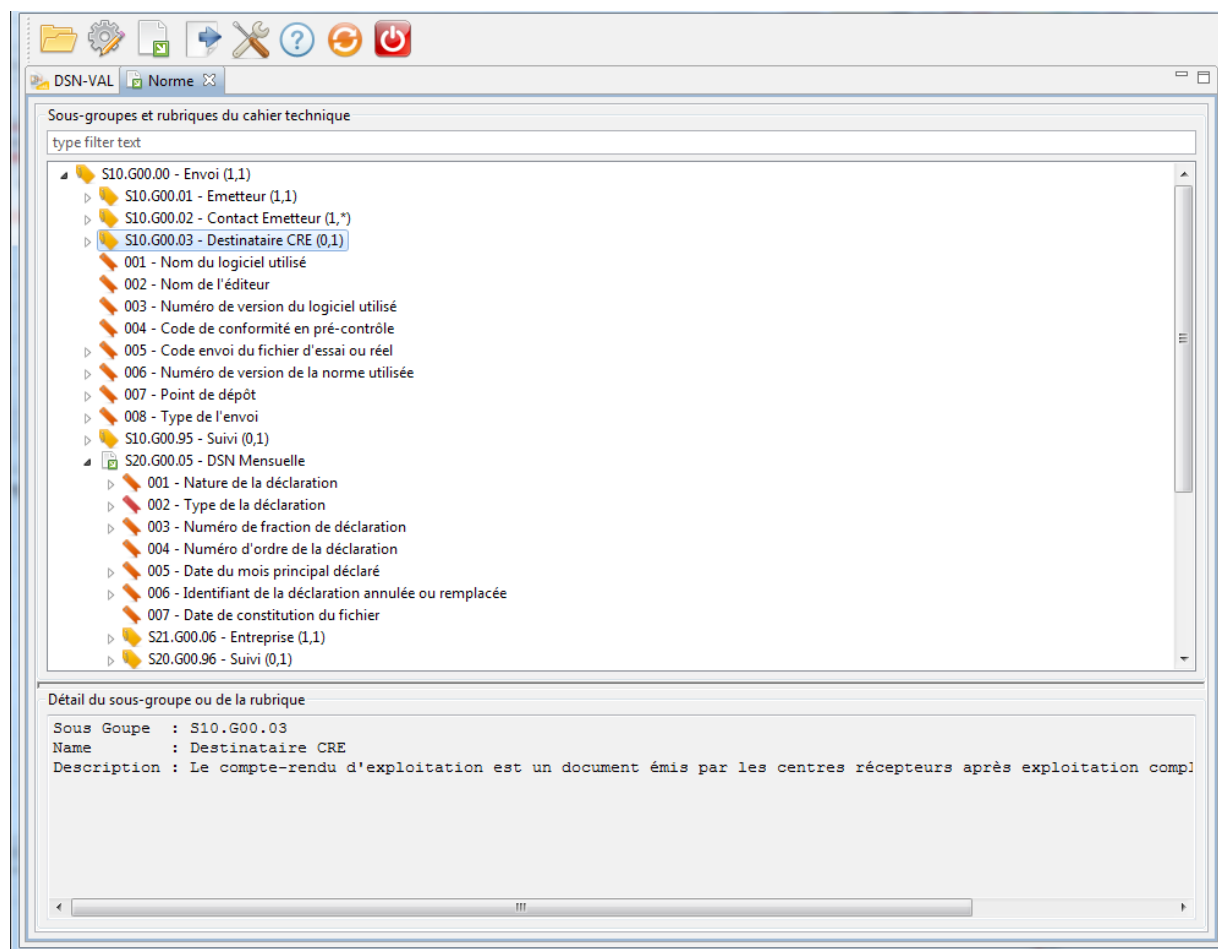 DSN-VAL Norme
Sous-groupes et rubriques du cahier technique
type filter text
S10.G00.00 - Envoi (1,1)
S10.G00.01 - Emetteur (1,1)
S10.G00.02 - Contact Emetteur (1,*)
S10.G00.03 - Destinataire CRE (0,1)
001 - Nom du logiciel utilisé
002 - Nom de l'éditeur
003 - Numéro de version du logiciel utilisé
004 - Code de conformité en pré-contrôle
005 - Code envoi du fichier d'essai ou réel
006 - Numéro de version de la norme utilisée
007 - Point de dépôt
008 - Type de l'envoi
S10.G00.95 - Suivi (0,1)
S20.G00.05 - DSN Mensuelle
001 - Nature de la déclaration
002 - Type de la déclaration
003 - Numéro de fraction de déclaration
004 - Numéro d'ordre de la déclaration
005 - Date du mois principal déclaré
006 - Identifiant de la déclaration annulée ou remplacée
007 - Date de constitution du fichier
S21.G00.06 - Entreprise (1,1)
S20.G00.96 - Suivi (0,1)
Détail du sous-groupe ou de la rubrique
Sous Goupe : S10.G00.03
Name : Destinataire CRE
Description : Le compte-rendu d'exploitation est un document émis par les centres récepteurs après exploitation compl